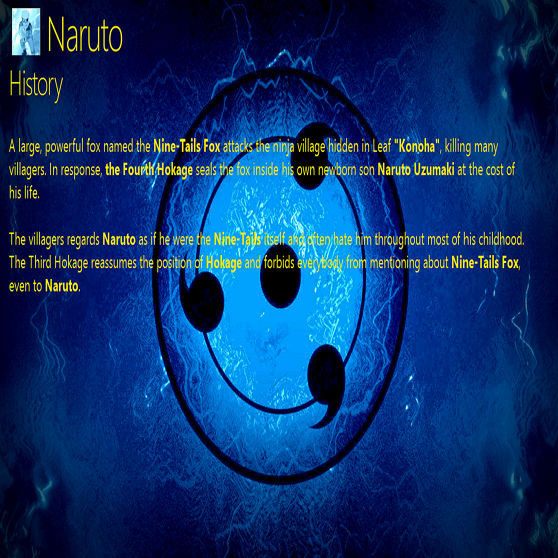 Naruto
History
A large, powerful fox named the Nine-Tails Fox attacks the ninja village hidden in Leaf "Konoha", killing many
villagers. In response, the Fourth Hokage seals the fox inside his own newborn son Naruto Uzumaki at the cost of
his life.
The villagers regards Naruto as if he were the Nine-Tails itself and often hate him throughout most of his childhood.
The Third Hokage reassumes the position of Hokage and forbids everybody from mentioning about Nine-Tails Fox,
even to Naruto.